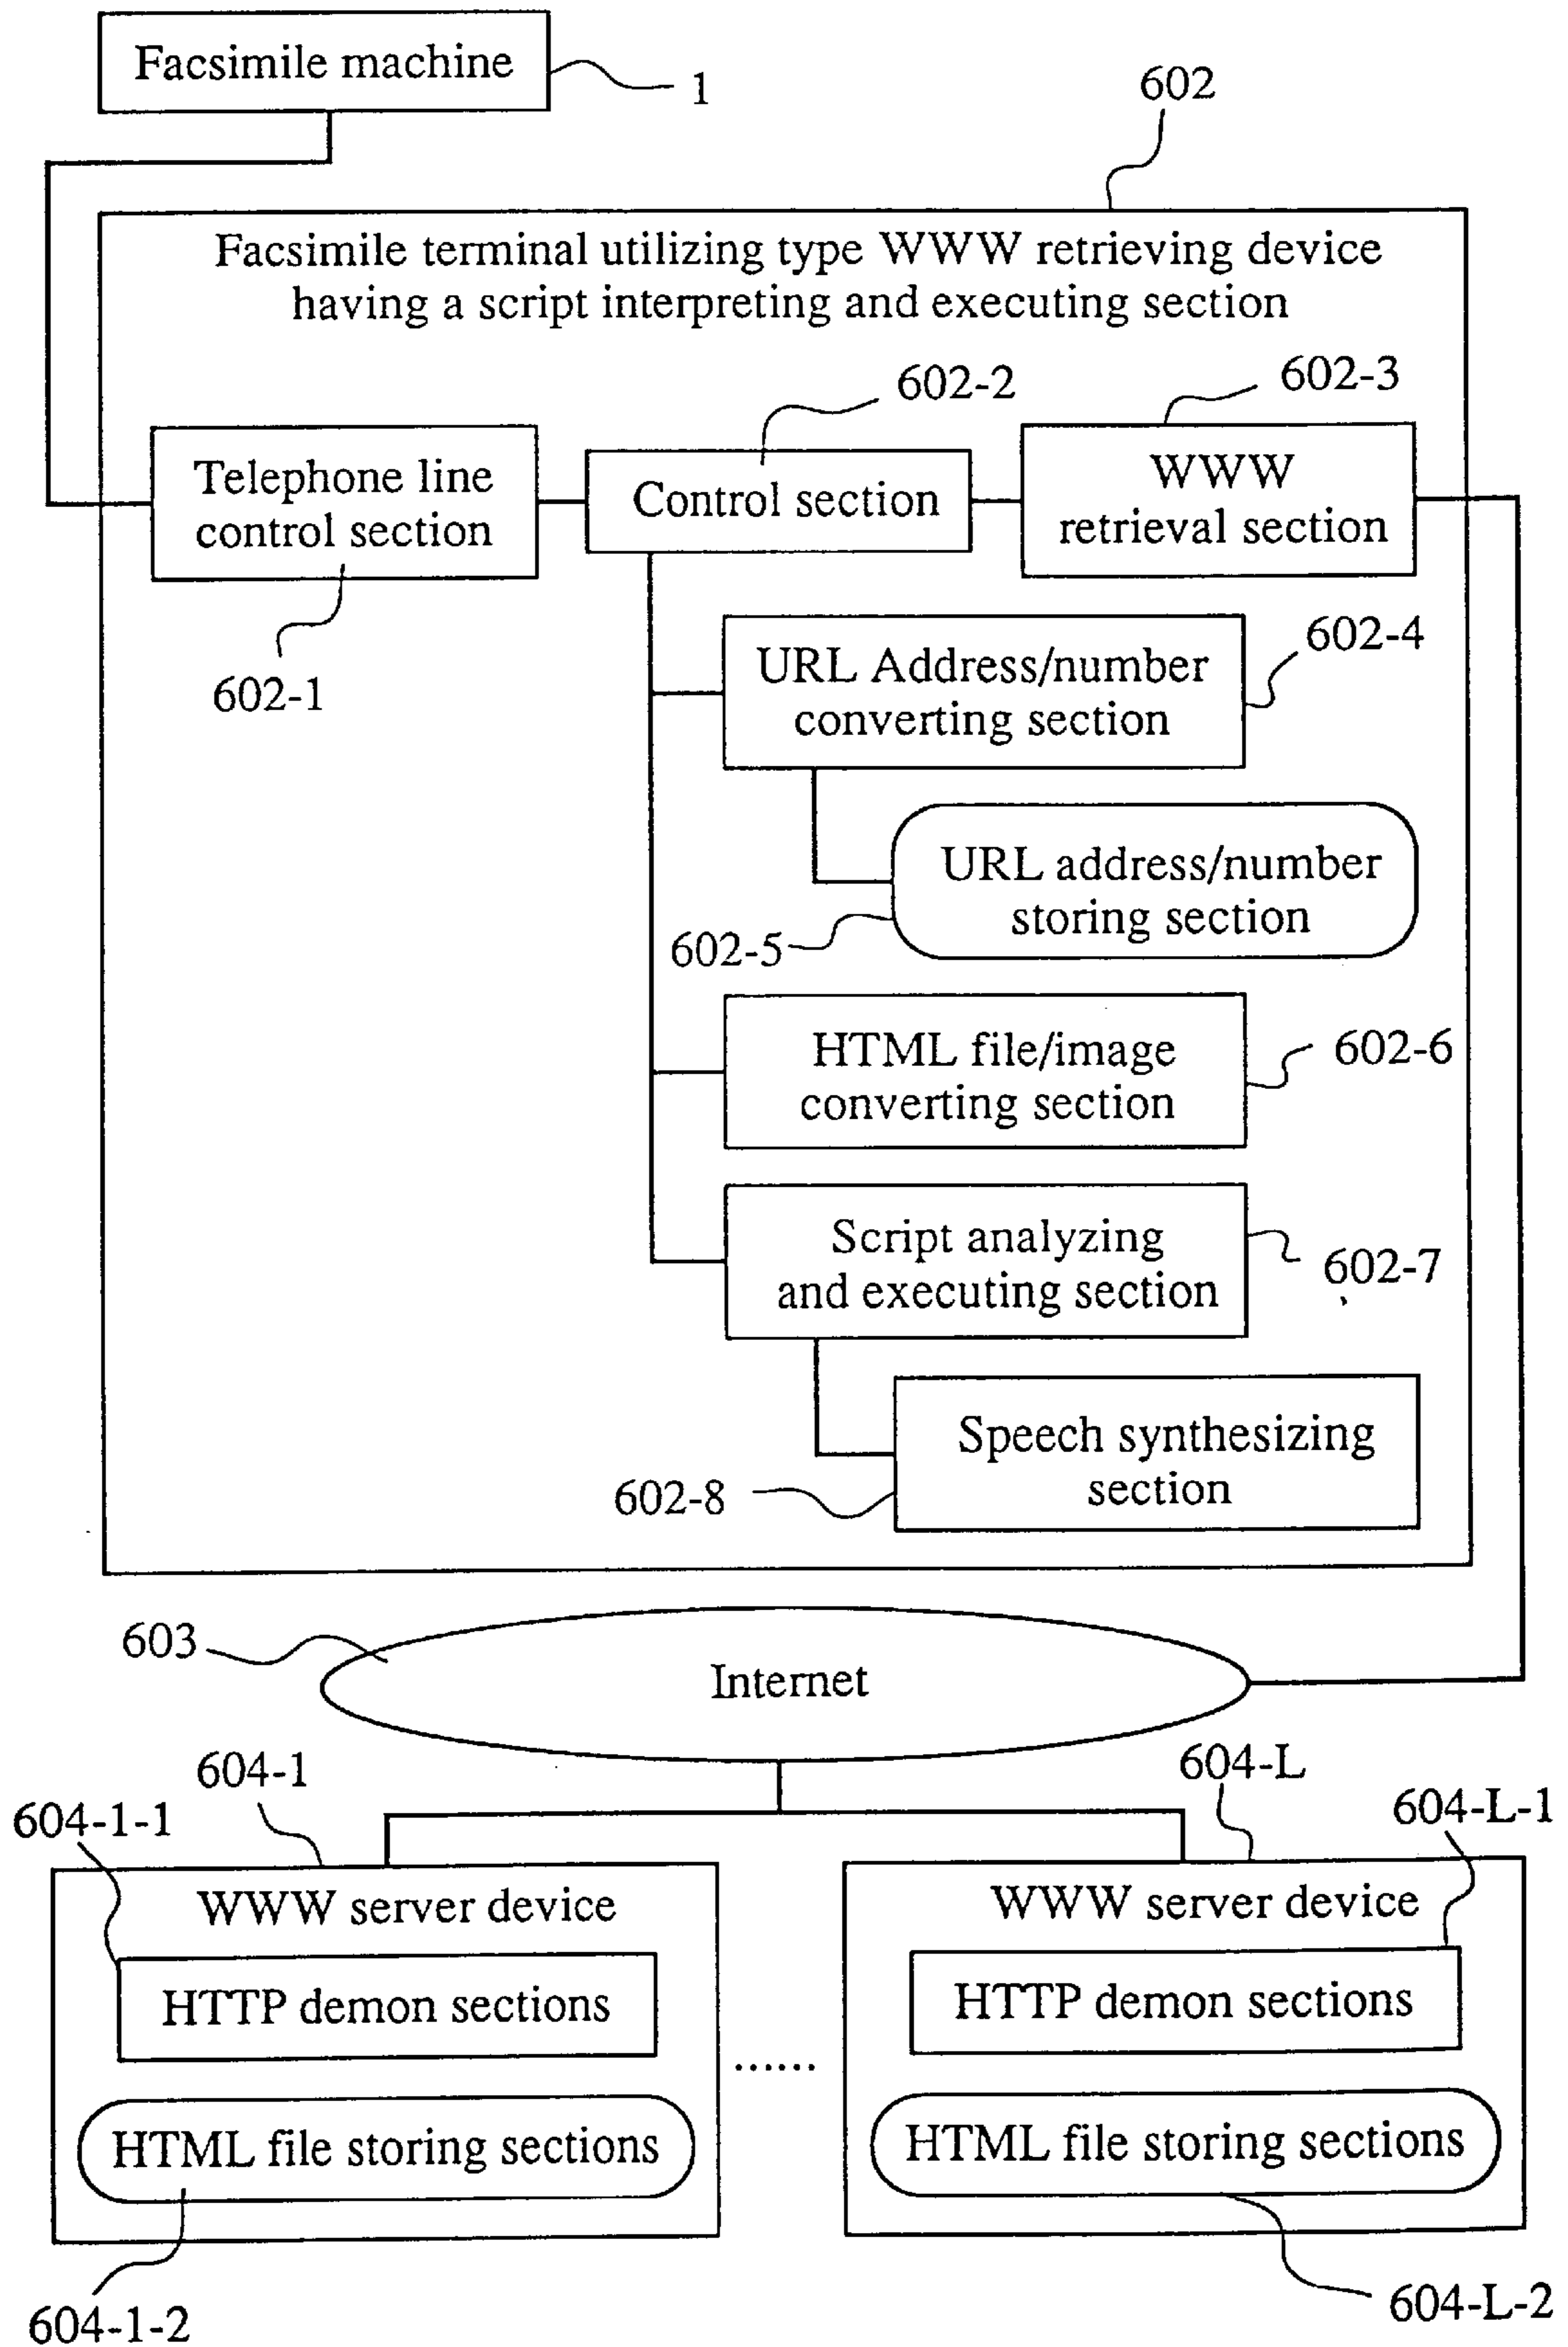 Facsimile machine
1
602
Facsimile terminal utilizing type WWW retrieving device
having a script interpreting and executing section
602-2
602-3
Telephone line
control section
Control section
WWW
retrieval section
602-1
URL Address/number
converting section
602-4
URL address/number
storing section
602-5
HTML file/image
converting section
602-6
Script analyzing
and executing section
602-7
Speech synthesizing
section
602-8
603
Internet
604-1
604-L
604-1-1
604-L-1
WWW server device
HTTP demon sections
HTML file storing sections
......
WWW server device
HTTP demon sections
HTML file storing sections
604-1-2
604-L-2